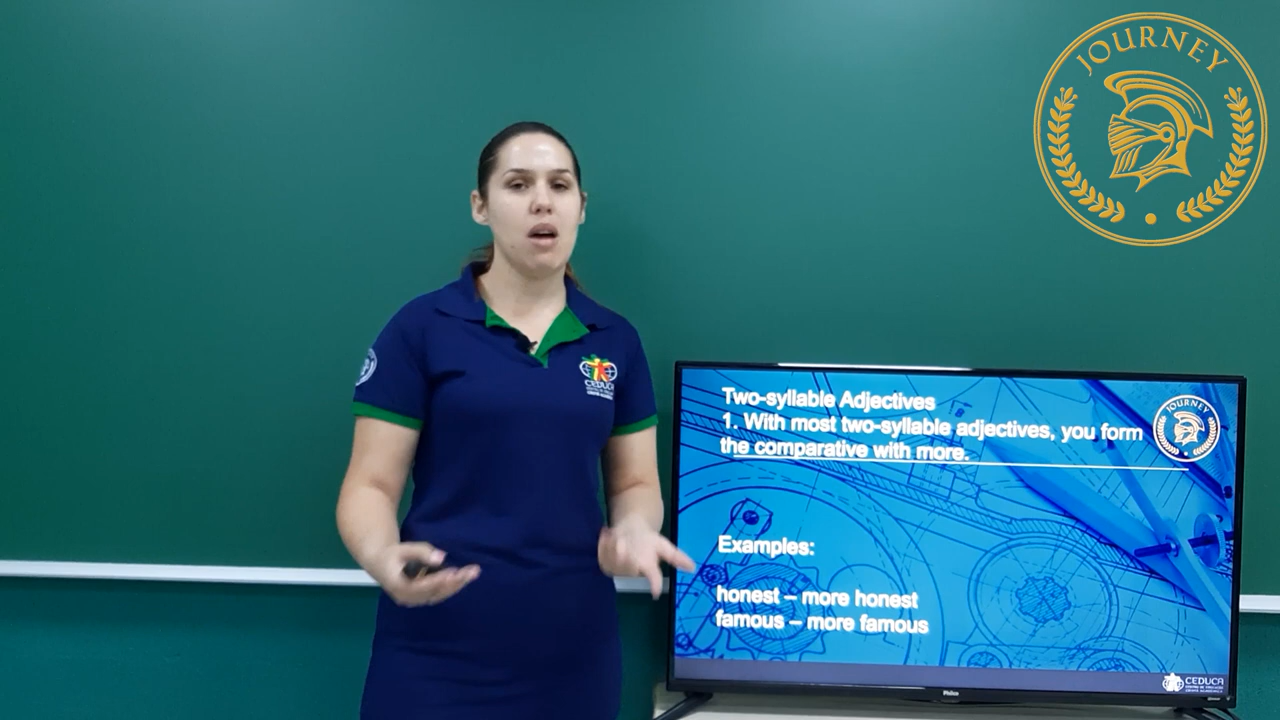 JOURNEY
CEDUCA
Two-syllable Adjectives
1. With most two-syllable adjectives, you form
the comparative with more.
JOURNEY
Examples:
honest – more honest
famous – more famous
CEDUCA
Philco